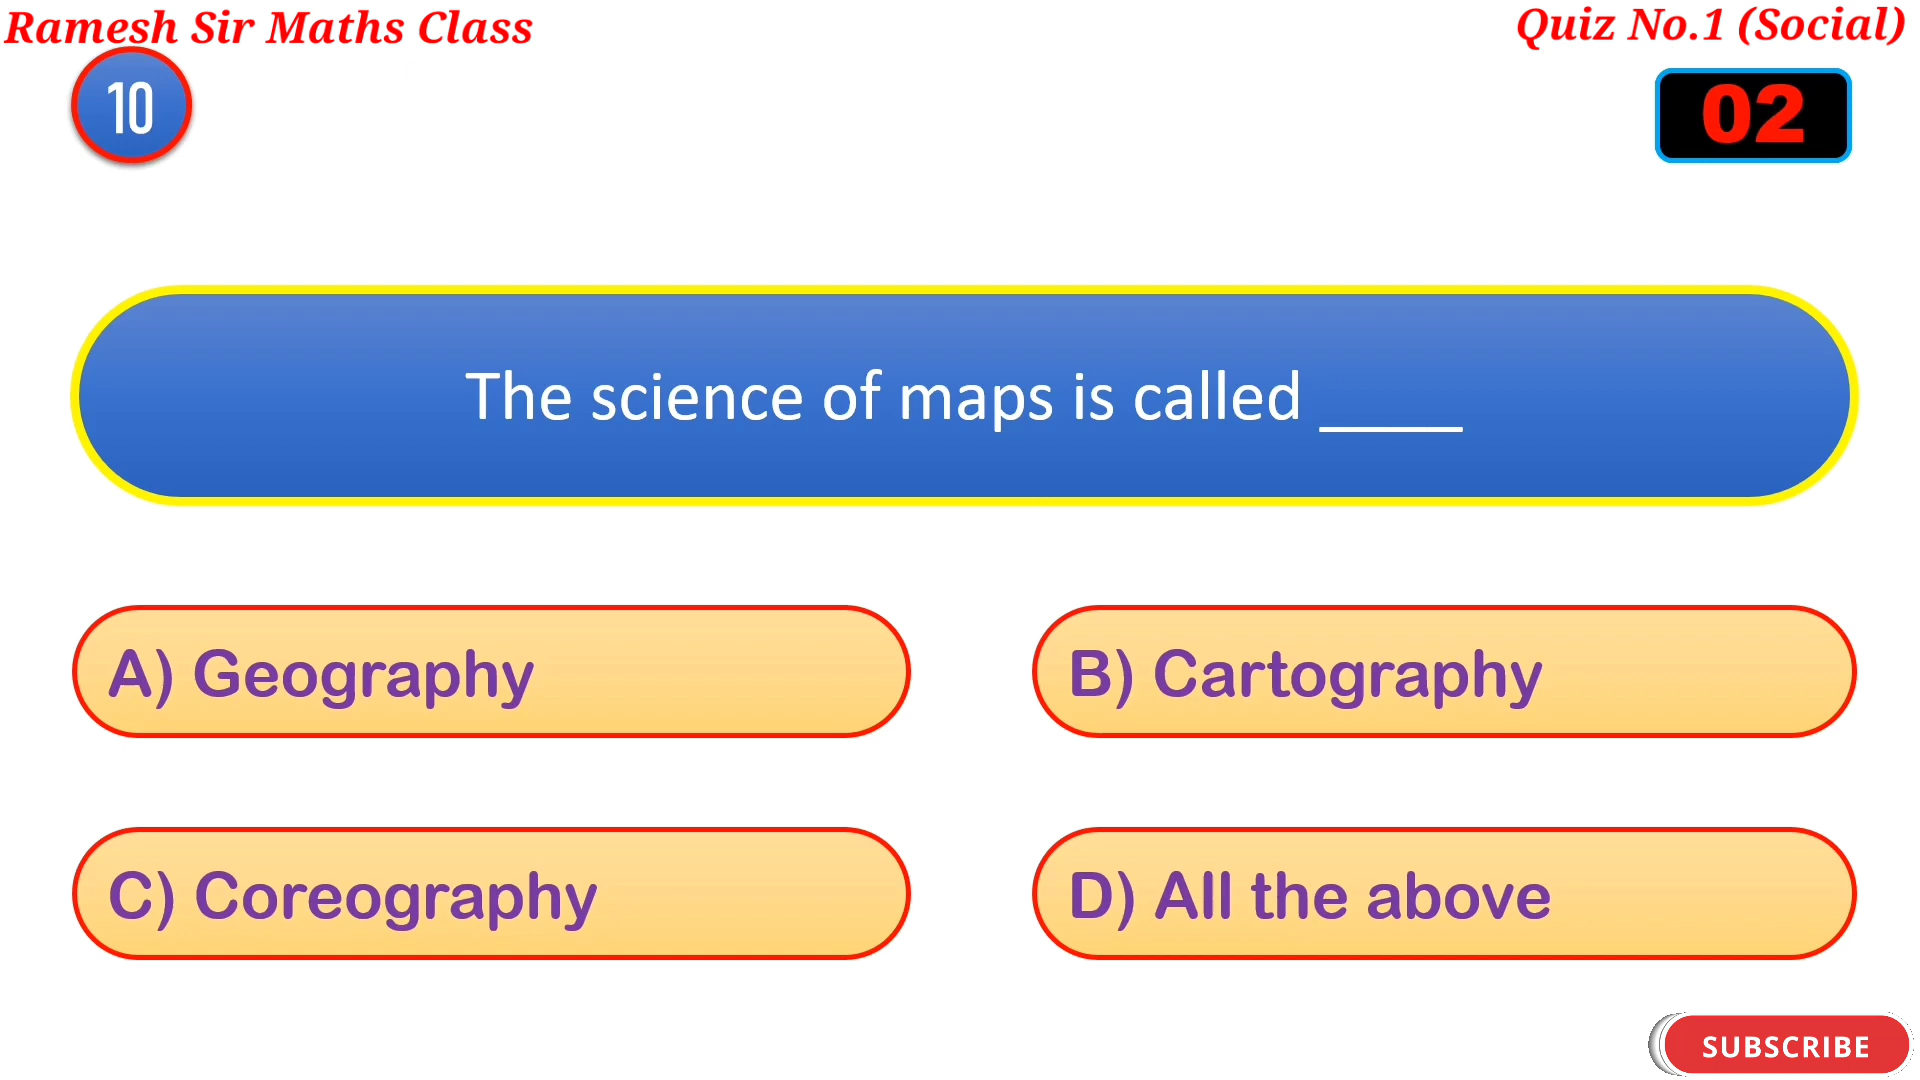 Ramesh Sir Maths Class
Quiz No.1 (Social)
10
02
The science of maps is called _____
A) Geography
B) Cartography
C) Coreography
D) All the above
SUBSCRIBE